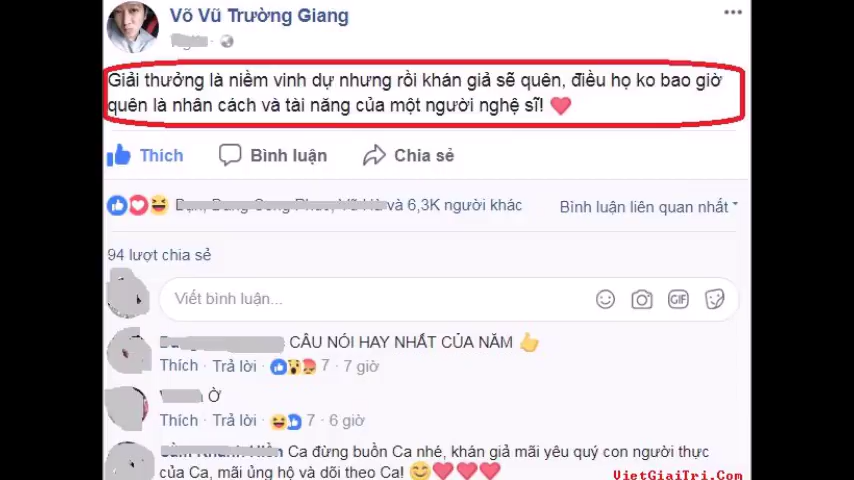 Võ Vũ Trường Giang
Giải thưởng là niềm vinh dự nhưng rồi khán giả sẽ quên, điều họ ko bao giờ
quên là nhân cách và tài năng của một người nghệ sĩ!
Thích Bình luận Chia sẻ
và 6,3K người khác Bình luận liên quan nhất
94 lượt chia sẻ
Viết bình luận... GIF
CÂU NÓI HAY NHẤT CỦA NĂM
Thích · Trả lời · 7 · 7 giờ
Ờ
Thích · Trả lời · 7 · 6 giờ
Ca đừng buồn Ca nhé, khán giả mãi yêu quý con người thực
của Ca, mãi ủng hộ và dõi theo Ca!
VietGiaiTri.Com